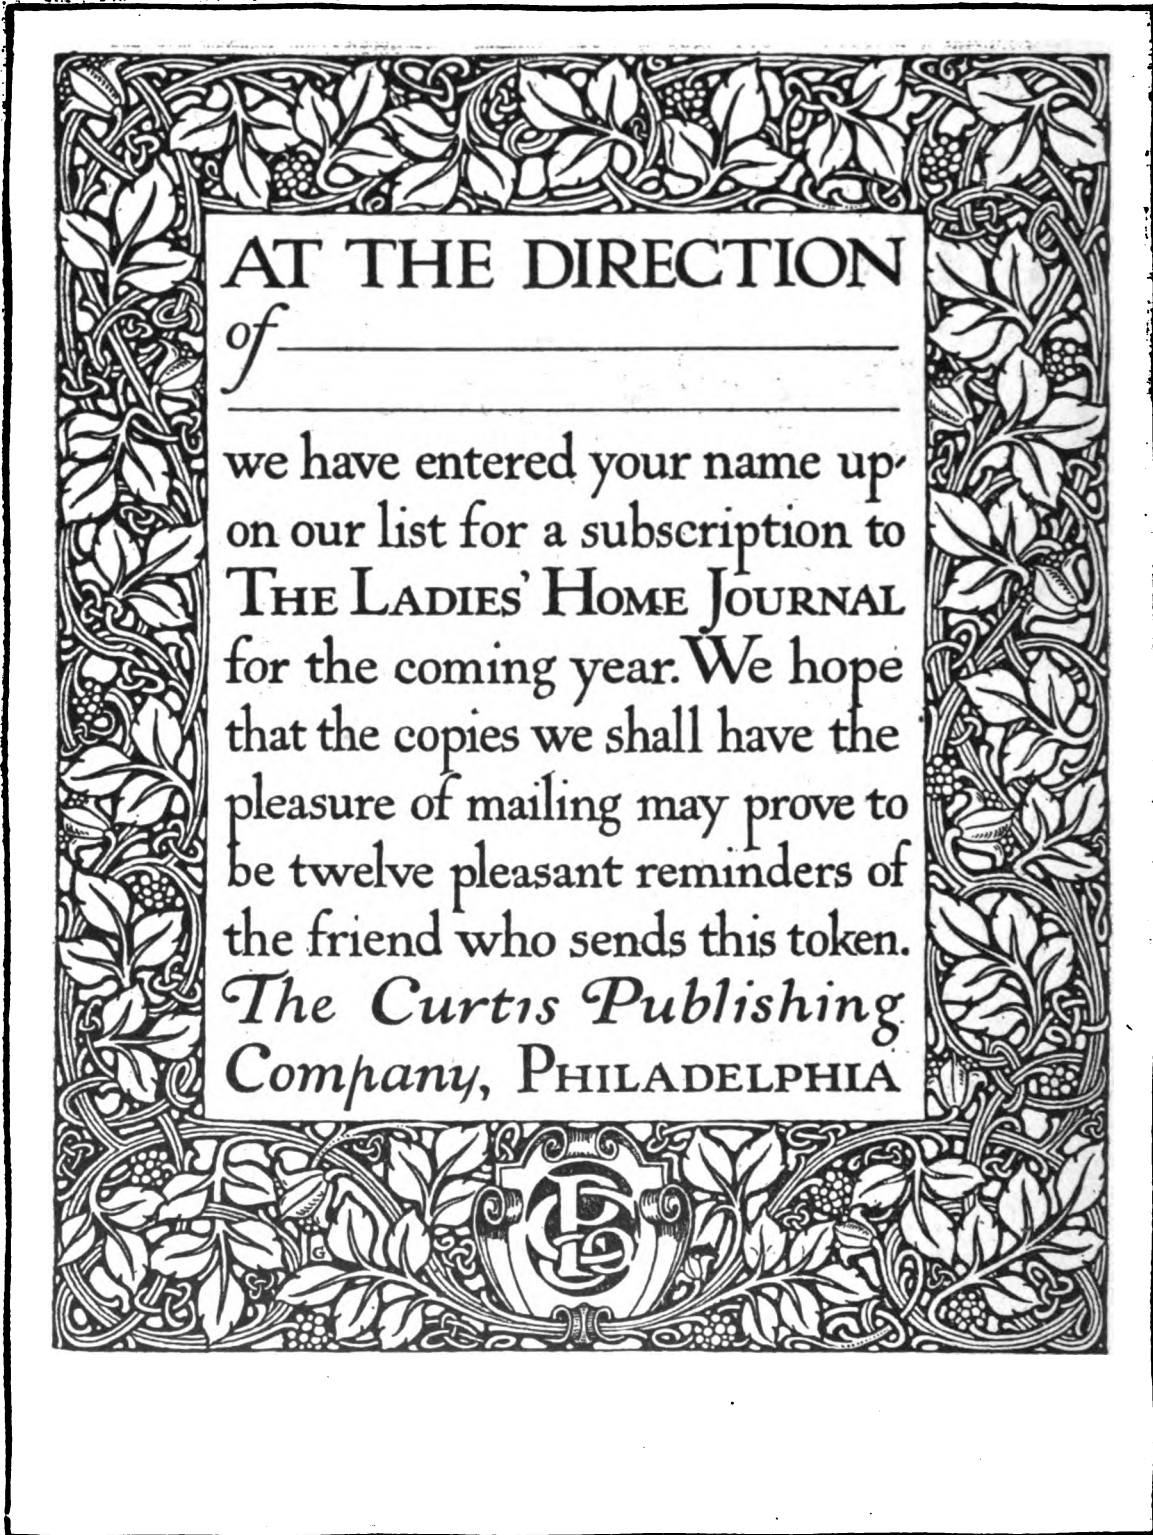 AT THE DIRECTION
of
we have entered your name up-
on our list for a subscription to
THE LADIES' HOME JOURNAL
for the coming year. We hope
that the copies we shall have the
pleasure of mailing may prove to
be twelve pleasant reminders of
the friend who sends this token.
The Curtis Publishing
Company, PHILADELPHIA